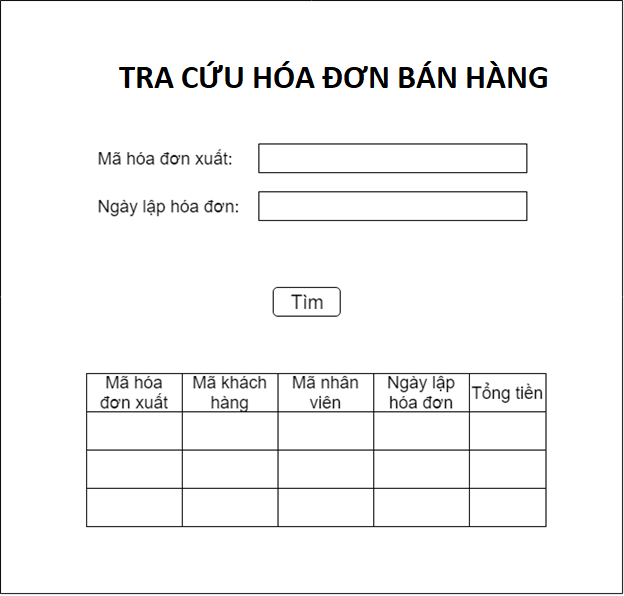 TRA CỨU HÓA ĐƠN BÁN HÀNG
Mã hóa đơn xuất:
Ngày lập hóa đơn:
Tìm
Mã hóa
đơn xuất
Mã khách
hàng
Mã nhân
viên
Ngày lập
hóa đơn
Tổng tiền